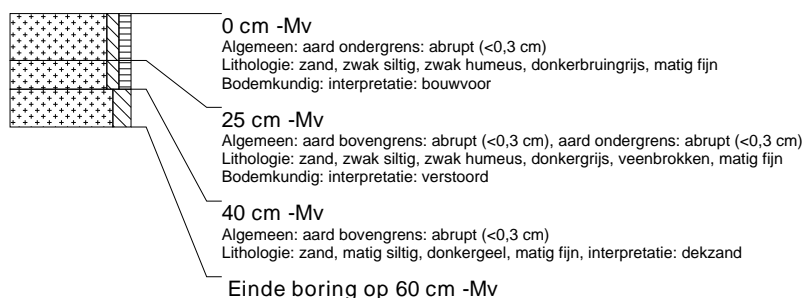 0 cm -Mv
Algemeen: aard ondergrens: abrupt (<0,3 cm)
Lithologie: zand, zwak siltig, zwak humeus, donkerbruingrijs, matig fijn
Bodemkundig: interpretatie: bouwvoor
25 cm -Mv
Algemeen: aard bovengrens: abrupt (<0,3 cm), aard ondergrens: abrupt (<0,3 cm)
Lithologie: zand, zwak siltig, zwak humeus, donkergrijs, veenbrokken, matig fijn
Bodemkundig: interpretatie: verstoord
40 cm -Mv
Algemeen: aard bovengrens: abrupt (<0,3 cm)
Lithologie: zand, matig siltig, donkergeel, matig fijn, interpretatie: dekzand
Einde boring op 60 cm -Mv